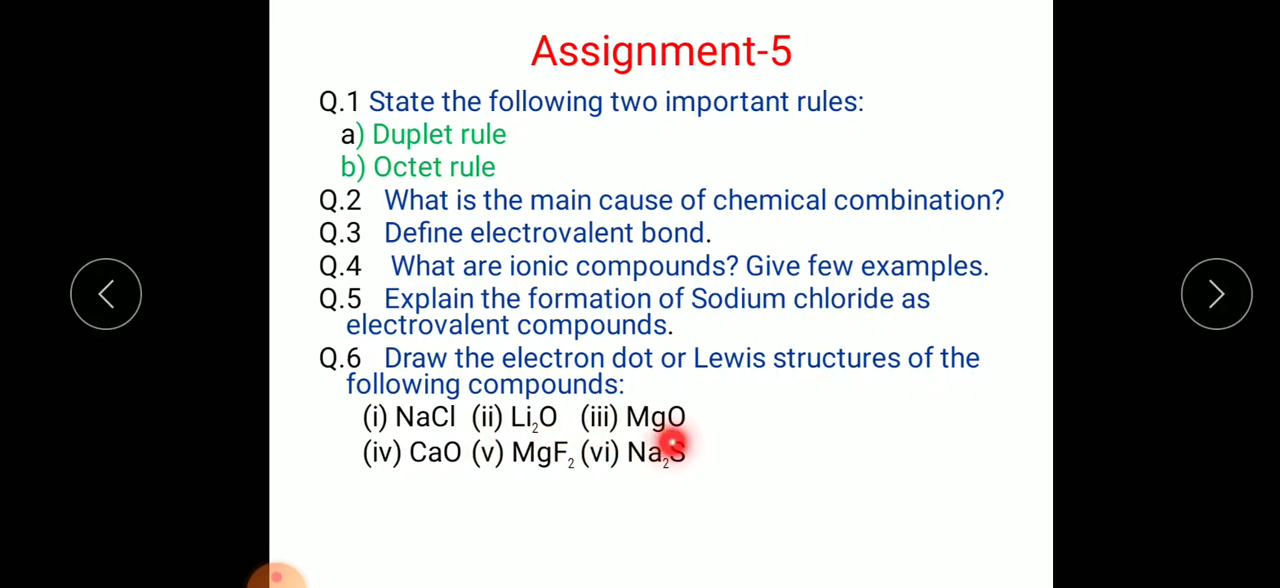 Assignment-5
Q.1 State the following two important rules:
a) Duplet rule
b) Octet rule
Q.2 What is the main cause of chemical combination?
Q.3 Define electrovalent bond.
Q.4 What are ionic compounds? Give few examples.
Q.5 Explain the formation of Sodium chloride as
electrovalent compounds.
Q.6 Draw the electron dot or Lewis structures of the
following compounds:
(i) NaCl (ii) Li₂O (iii) MgO
(iv) CaO (v) MgF₂ (vi) Na₂S